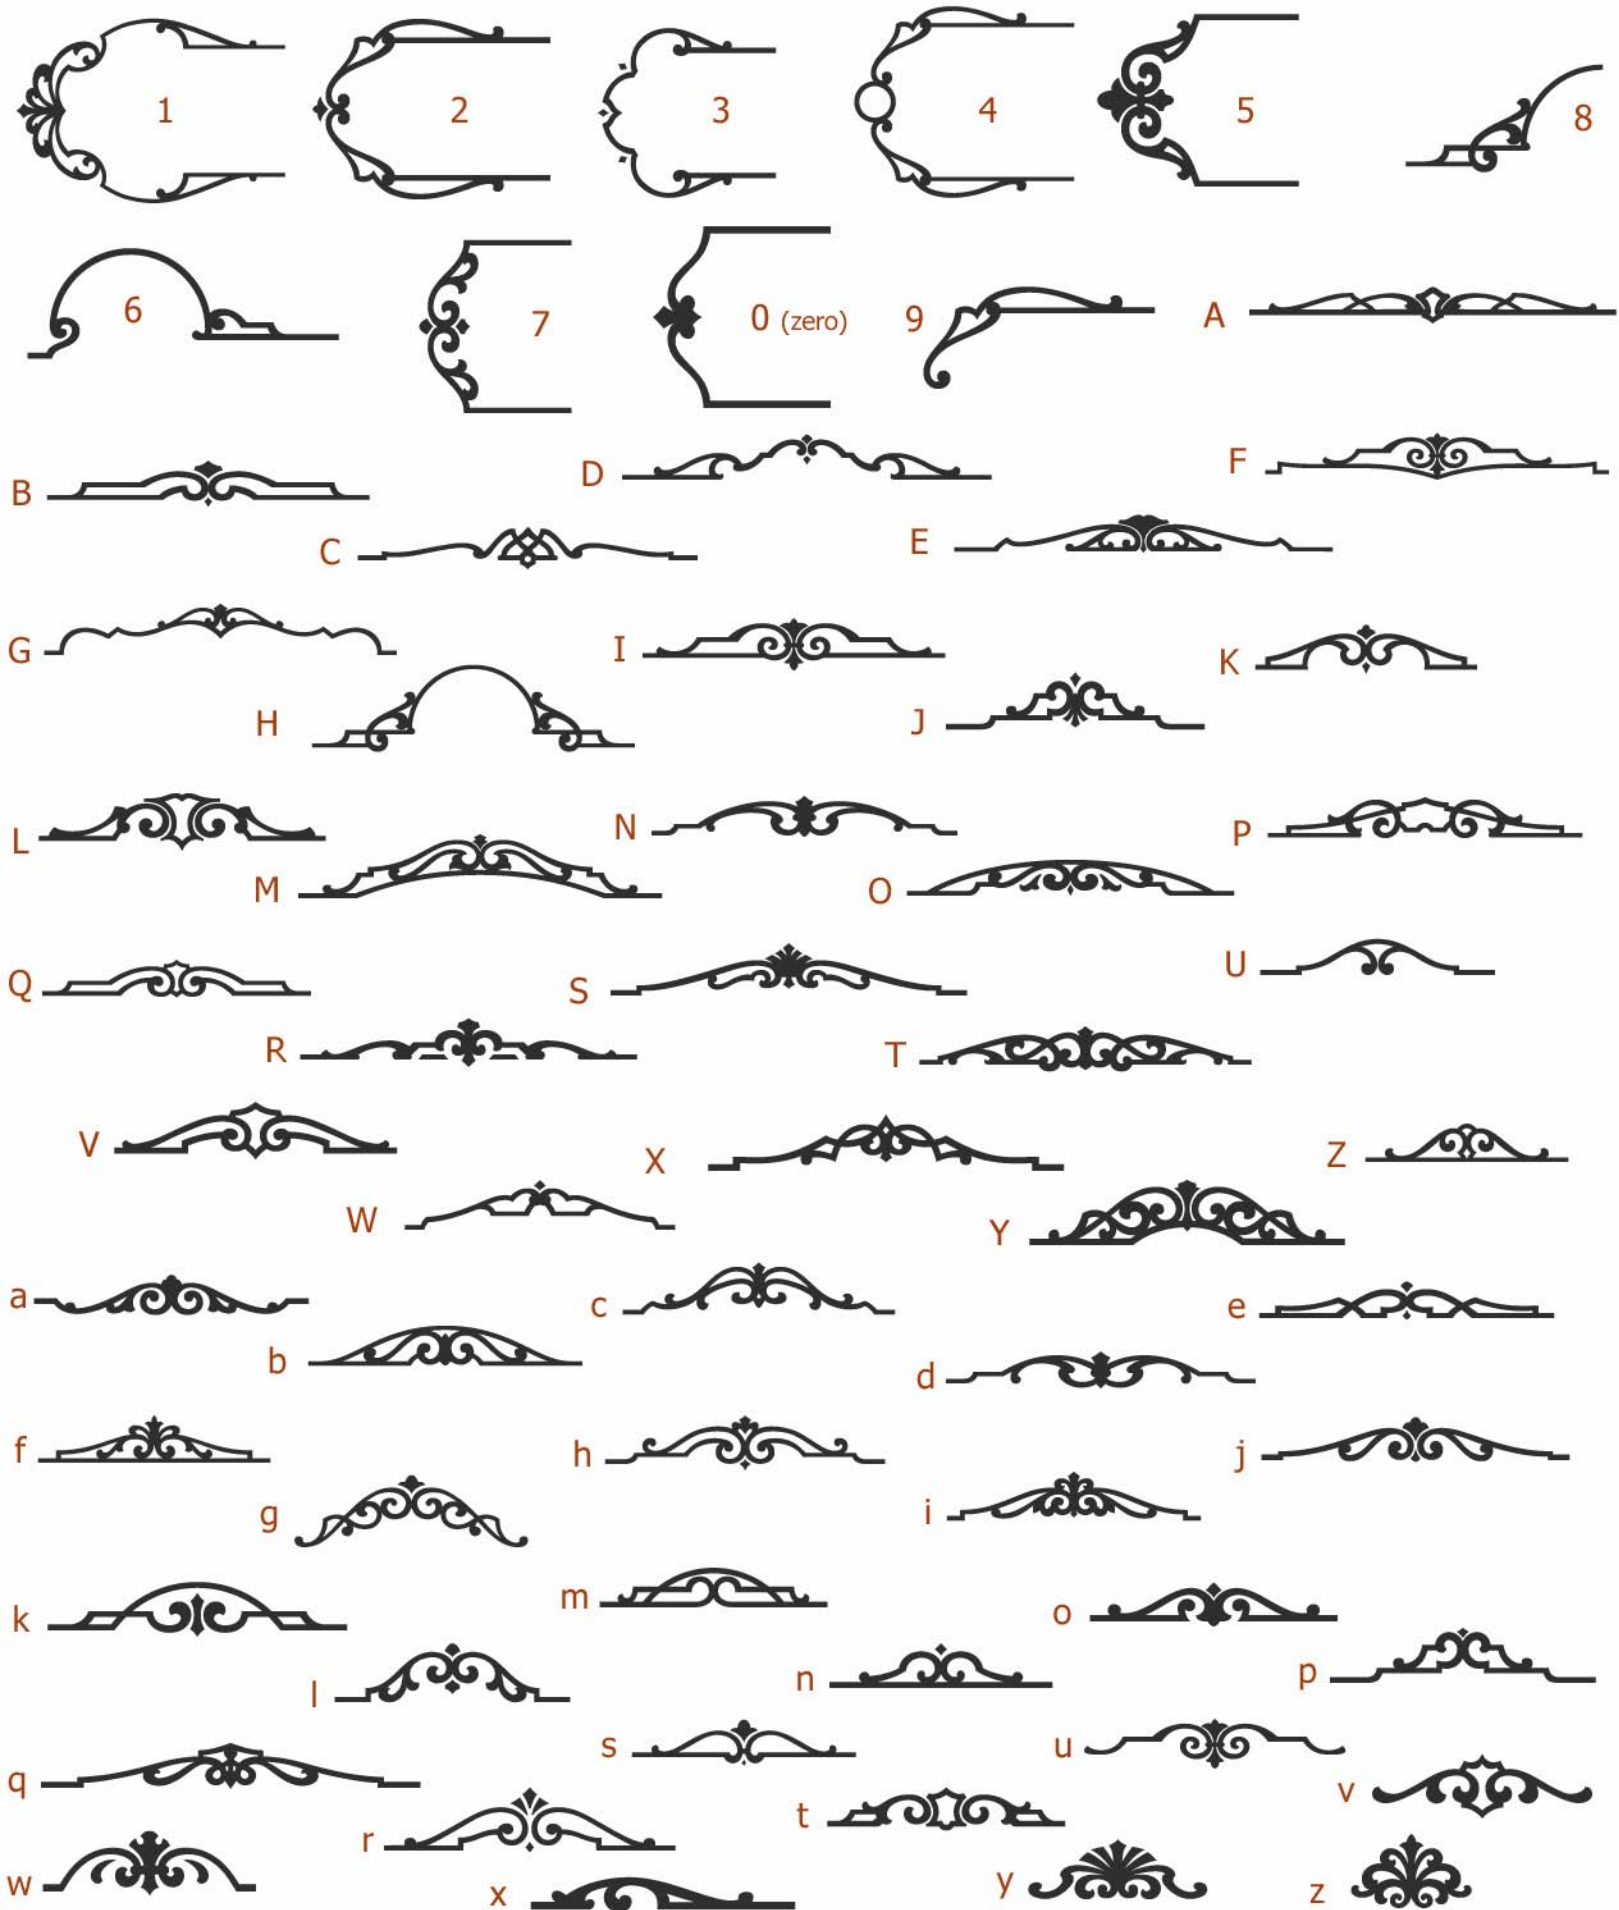 1 2 3 4 5 8
6 7 0 (zero) 9 A
B D F
C E
G I K
H J
L N P
M O
Q S U
R T
V X Z
W Y
a c e
b d
f h j
g i
k m o
l n p
q s u
r t v
w x y z